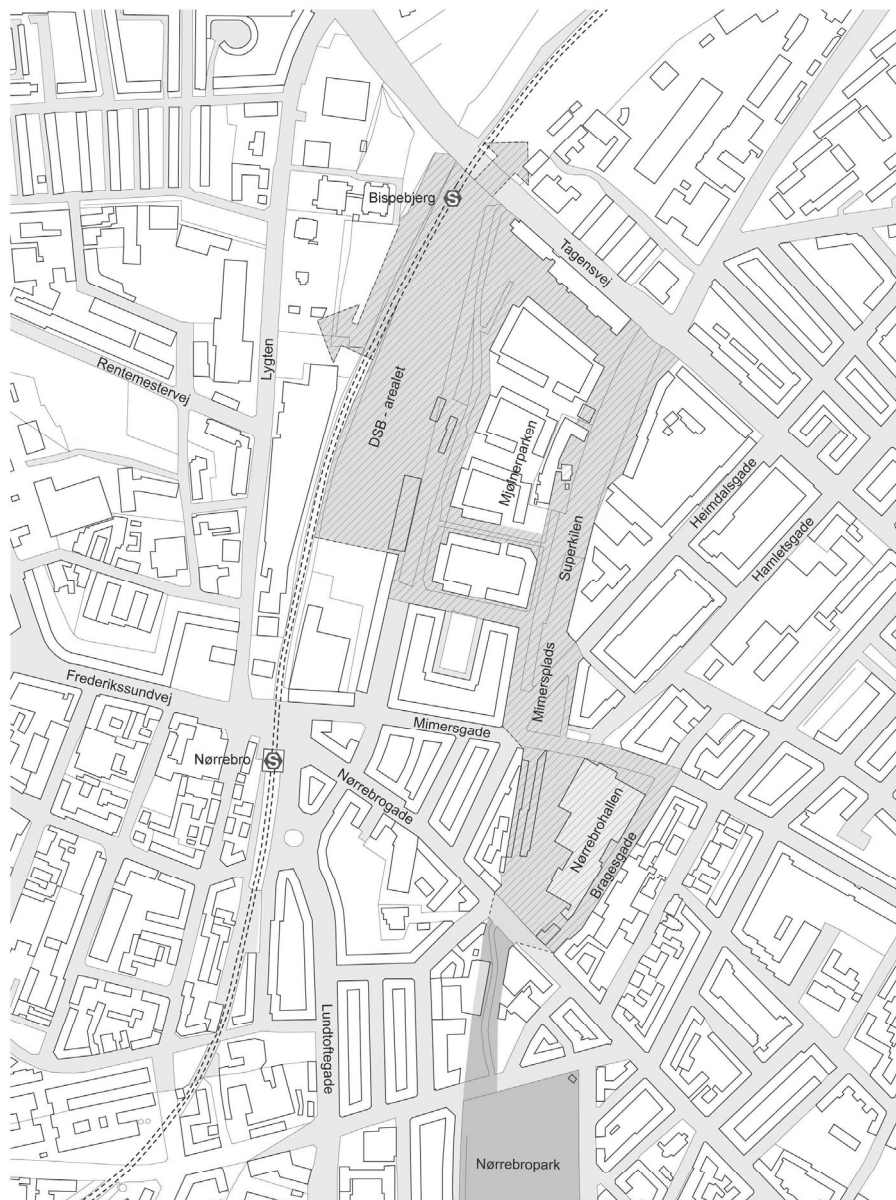 Bispebjerg
S
Tagensvej
Rentemestervej
Lygten
DSB - arealet
Mjølnerparken
Heimdalsgade
Hamletsgade
Superkilen
Mimersplads
Frederikssundvej
Mimersgade
Nørrebro
S
Nørrebrogade
Nørrebrohallen
Bragesgade
Lundtoftegade
Nørrebropark